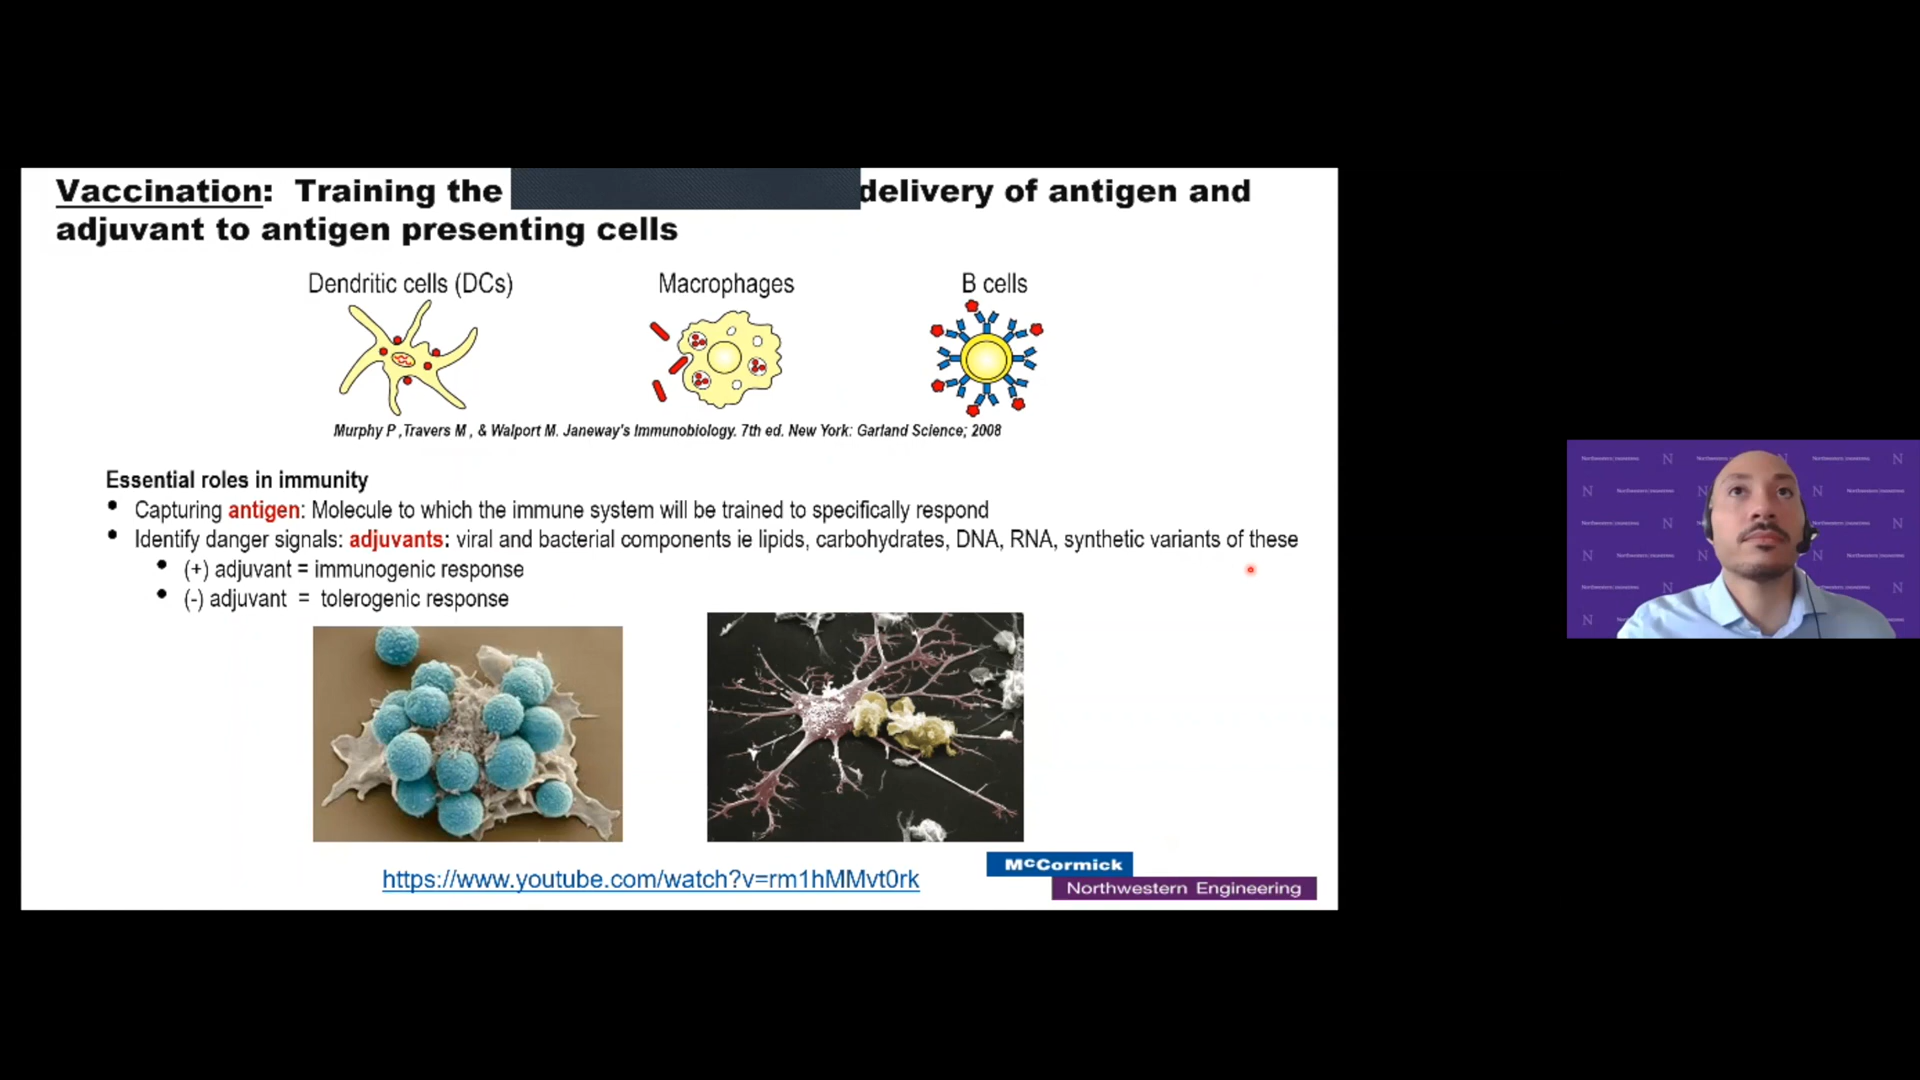 Vaccination: Training the delivery of antigen and
adjuvant to antigen presenting cells
Dendritic cells (DCs) Macrophages B cells
Murphy P ,Travers M , & Walport M. Janeway's Immunobiology. 7th ed. New York: Garland Science; 2008
Essential roles in immunity
• Capturing antigen: Molecule to which the immune system will be trained to specifically respond
• Identify danger signals: adjuvants: viral and bacterial components ie lipids, carbohydrates, DNA, RNA, synthetic variants of these
• (+) adjuvant = immunogenic response
• (-) adjuvant = tolerogenic response
https://www.youtube.com/watch?v=rm1hMMvt0rk
McCormick
Northwestern Engineering